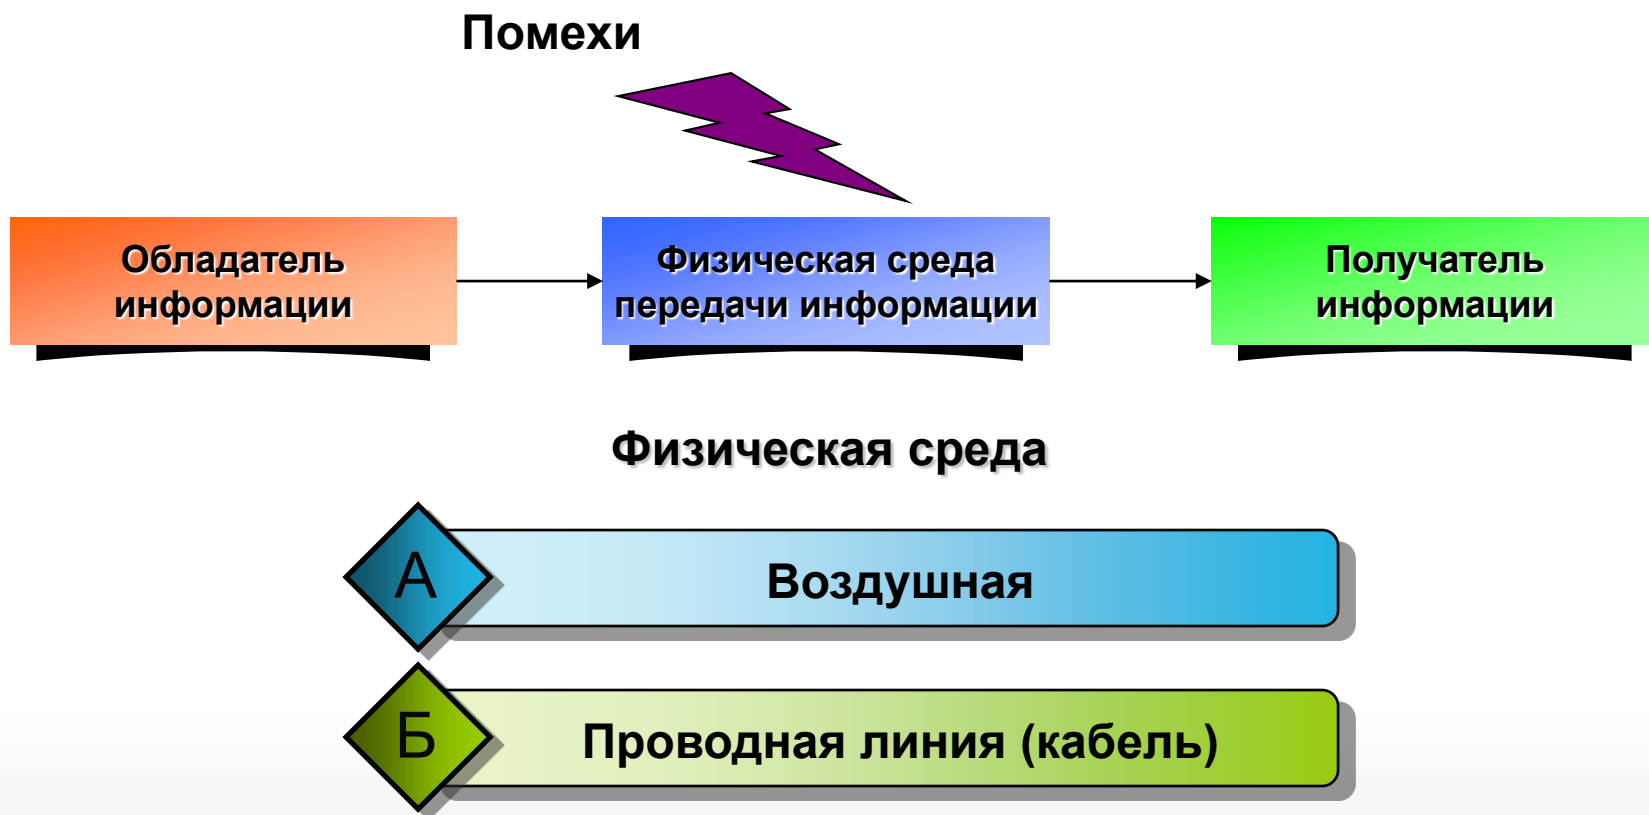 Помехи
Обладатель
информации
Физическая среда
передачи информации
Получатель
информации
Физическая среда
А
Воздушная
Б
Проводная линия (кабель)